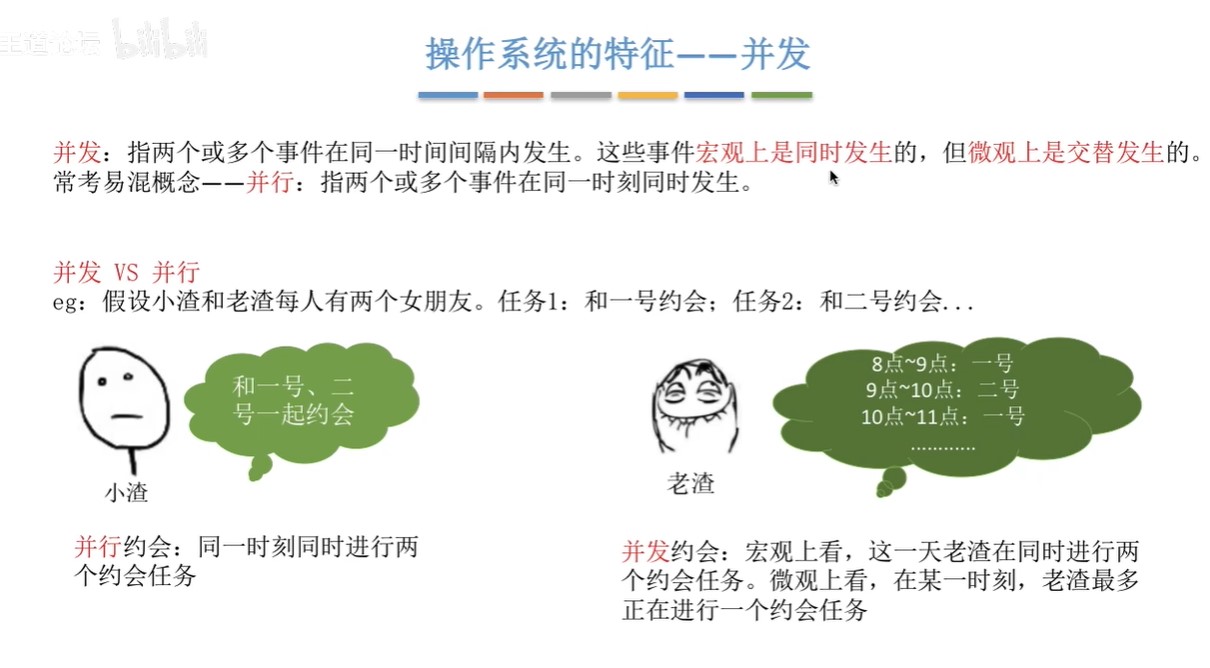 王道论坛 bilibili
操作系统的特征——并发
并发：指两个或多个事件在同一时间间隔内发生。这些事件宏观上是同时发生的，但微观上是交替发生的。
常考易混概念——并行：指两个或多个事件在同一时刻同时发生。
并发 VS 并行
eg：假设小渣和老渣每人有两个女朋友。任务1：和一号约会；任务2：和二号约会...
和一号、二
号一起约会
小渣
并行约会：同一时刻同时进行两
个约会任务
8点~9点：一号
9点~10点：二号
10点~11点：一号
............
老渣
并发约会：宏观上看，这一天老渣在同时进行两
个约会任务。微观上看，在某一时刻，老渣最多
正在进行一个约会任务